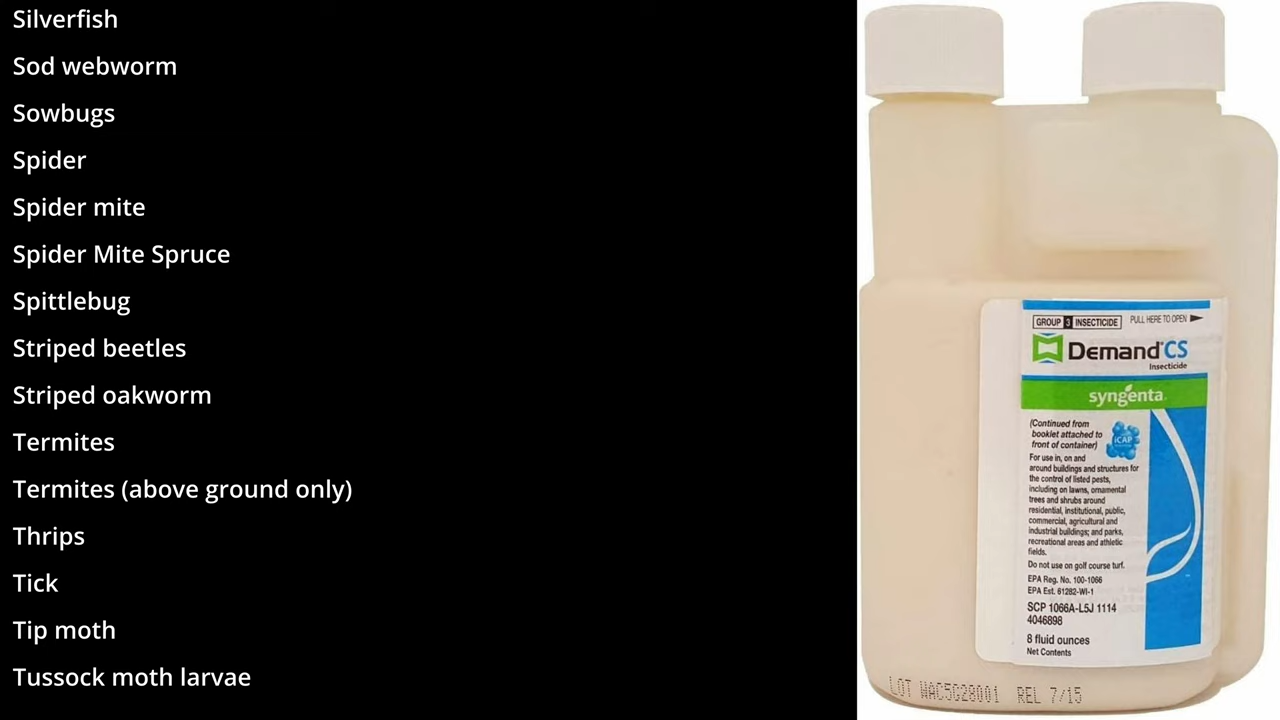 Silverfish
Sod webworm
Sowbugs
Spider
Spider mite
Spider Mite Spruce
Spittlebug
Striped beetles
Striped oakworm
Termites
Termites (above ground only)
Thrips
Tick
Tip moth
Tussock moth larvae
GROUP 3 INSECTICIDE PULL HERE TO OPEN
Demand CS
Insecticide
syngenta
(Continued from
booklet attached to
front of container)
iCAP
For use in, on and
around buildings and structures for
the control of listed pests,
including on lawns, ornamental
trees and shrubs around
residential, institutional, public,
commercial, agricultural and
industrial buildings; and parks,
recreational areas and athletic
fields.
Do not use on golf course turf.
EPA Reg. No. 100-1066
EPA Est. 61282-WI-1
SCP 1066A-L5J 1114
4046898
8 fluid ounces
Net Contents
LOT WAC5G28001 REL 7/15